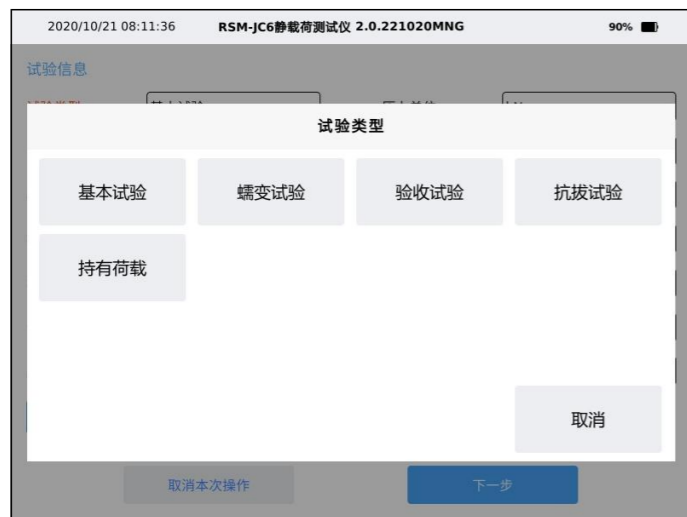 2020/10/21 08:11:36 RSM-JC6静载荷测试仪 2.0.221020MNG 90%
试验信息
试验类型
基本试验 蠕变试验 验收试验 抗拔试验
持有荷载
取消
取消本次操作 下一步